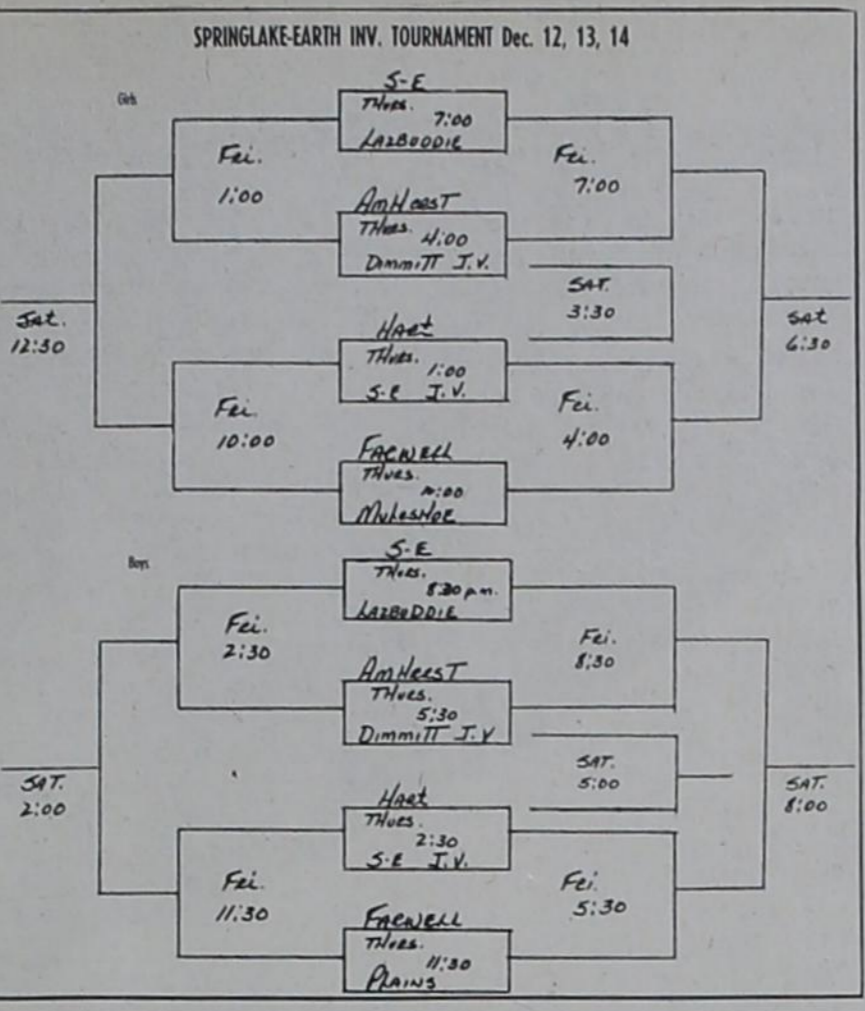 SPRINGLAKE-EARTH INV. TOURNAMENT Dec. 12, 13, 14
Girls
S-E
THURS.
7:00
LAZBUDDIE
Fri.
1:00
Fri.
7:00
AmHerST
THURS.
4:00
DimmiTT J.V.
SAT.
3:30
Sat.
12:30
SAT
6:30
HArt
THURS.
1:00
S-E J.V.
Fri.
10:00
Fri.
4:00
FArwELL
THURS.
MuLeSHOE
Boys
S-E
THURS.
8:30 p.m.
LAZBUDDIE
Fri.
2:30
Fri.
8:30
AmHersT
THURS.
5:30
DimmiTT J.V
SAT.
5:00
SAT.
2:00
SAT.
8:00
HArt
THURS.
2:30
S-E J.V.
Fri.
11:30
Fri.
5:30
FArwELL
THURS.
11:30
PLAINS